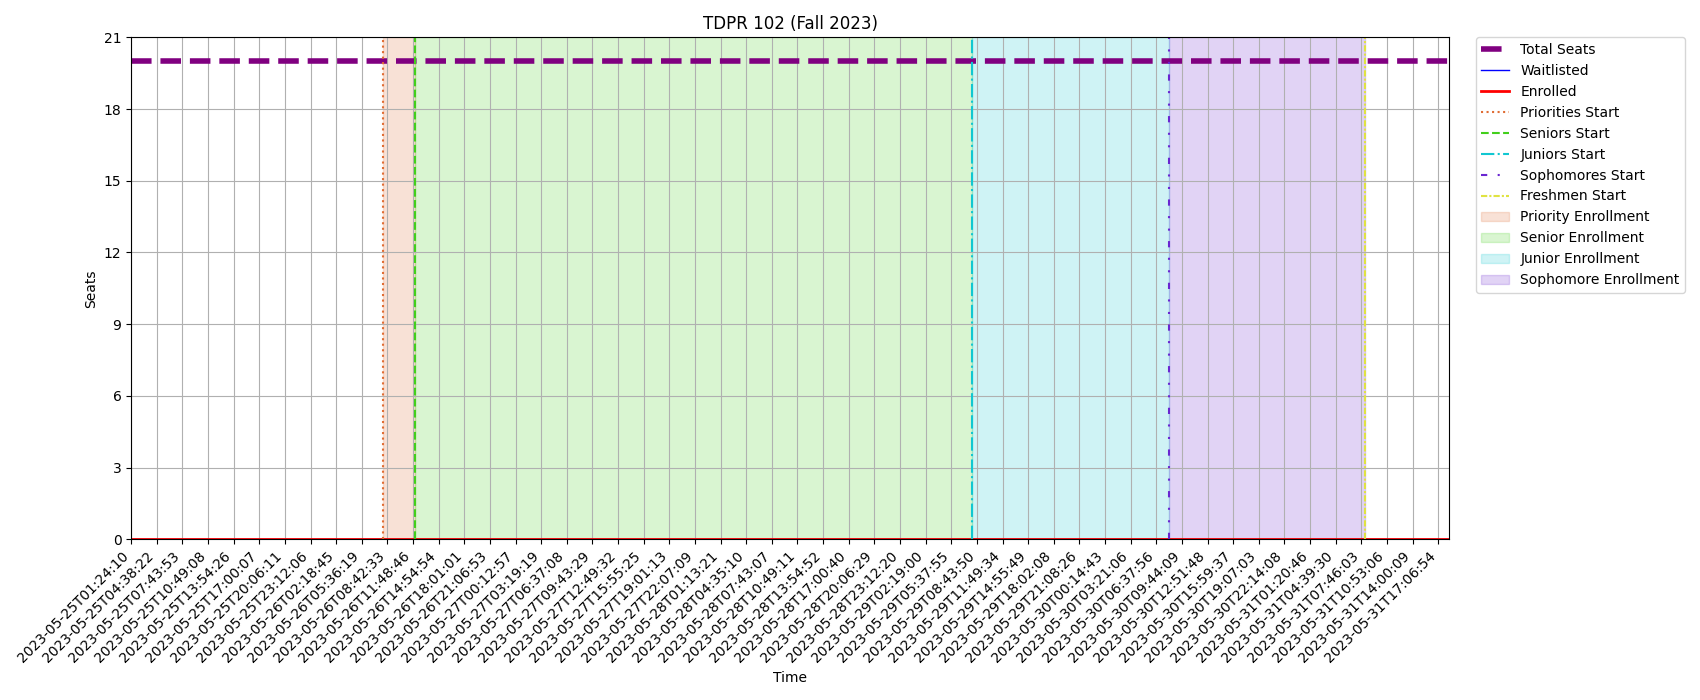 TDPR 102 (Fall 2023)
21
18
15
12
9
6
3
0
Seats
2023-05-25T01:24:10
2023-05-25T04:38:22
2023-05-25T07:43:53
2023-05-25T10:49:08
2023-05-25T13:54:26
2023-05-25T17:00:07
2023-05-25T20:06:11
2023-05-25T23:12:06
2023-05-26T02:18:45
2023-05-26T05:36:19
2023-05-26T08:42:33
2023-05-26T11:48:46
2023-05-26T14:54:54
2023-05-26T18:01:01
2023-05-26T21:06:53
2023-05-27T00:12:57
2023-05-27T03:19:19
2023-05-27T06:37:08
2023-05-27T09:43:29
2023-05-27T12:49:32
2023-05-27T15:55:25
2023-05-27T19:01:13
2023-05-27T22:07:09
2023-05-28T01:13:21
2023-05-28T04:35:10
2023-05-28T07:43:07
2023-05-28T10:49:11
2023-05-28T13:54:52
2023-05-28T17:00:40
2023-05-28T20:06:29
2023-05-28T23:12:20
2023-05-29T02:19:00
2023-05-29T05:37:55
2023-05-29T08:43:50
2023-05-29T11:49:34
2023-05-29T14:55:49
2023-05-29T18:02:08
2023-05-29T21:08:26
2023-05-30T00:14:43
2023-05-30T03:21:06
2023-05-30T06:37:56
2023-05-30T09:44:09
2023-05-30T12:51:48
2023-05-30T15:59:37
2023-05-30T19:07:03
2023-05-30T22:14:08
2023-05-31T01:20:46
2023-05-31T04:39:30
2023-05-31T07:46:03
2023-05-31T10:53:06
2023-05-31T14:00:09
2023-05-31T17:06:54
Time
Total Seats
Waitlisted
Enrolled
Priorities Start
Seniors Start
Juniors Start
Sophomores Start
Freshmen Start
Priority Enrollment
Senior Enrollment
Junior Enrollment
Sophomore Enrollment